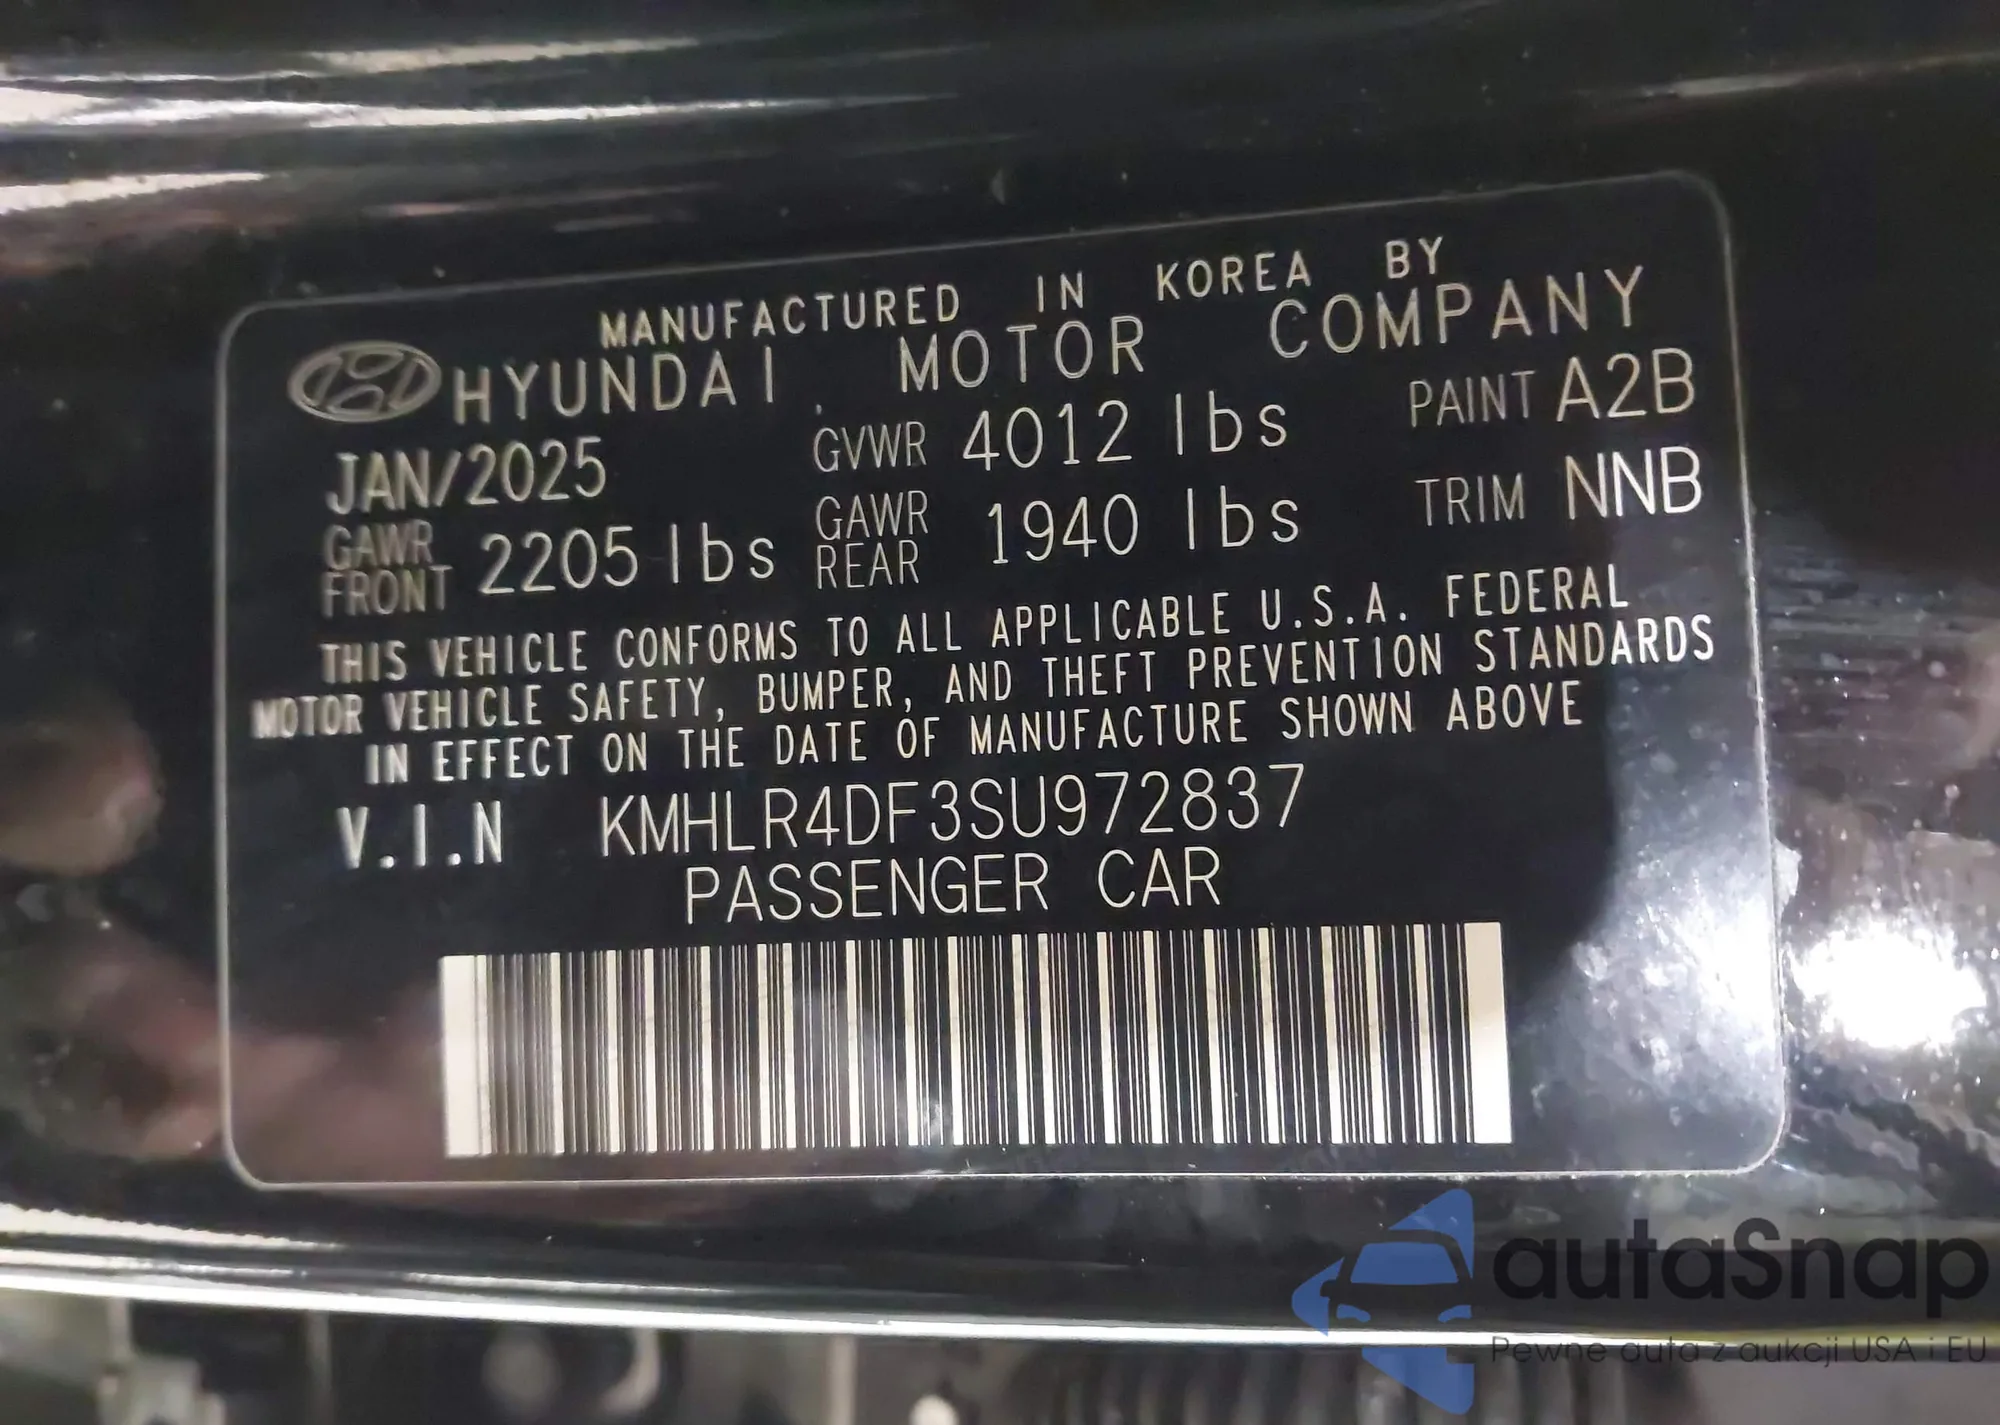 MANUFACTURED IN KOREA BY
HYUNDAI MOTOR COMPANY
JAN/2025 GVWR 4012 lbs PAINT A2B
GAWR FRONT 2205 lbs GAWR REAR 1940 lbs TRIM NNB
THIS VEHICLE CONFORMS TO ALL APPLICABLE U.S.A. FEDERAL
MOTOR VEHICLE SAFETY, BUMPER, AND THEFT PREVENTION STANDARDS
IN EFFECT ON THE DATE OF MANUFACTURE SHOWN ABOVE
V.I.N KMHLR4DF3SU972837
PASSENGER CAR
autaSnap
Pewne auta z aukcji USA i EU